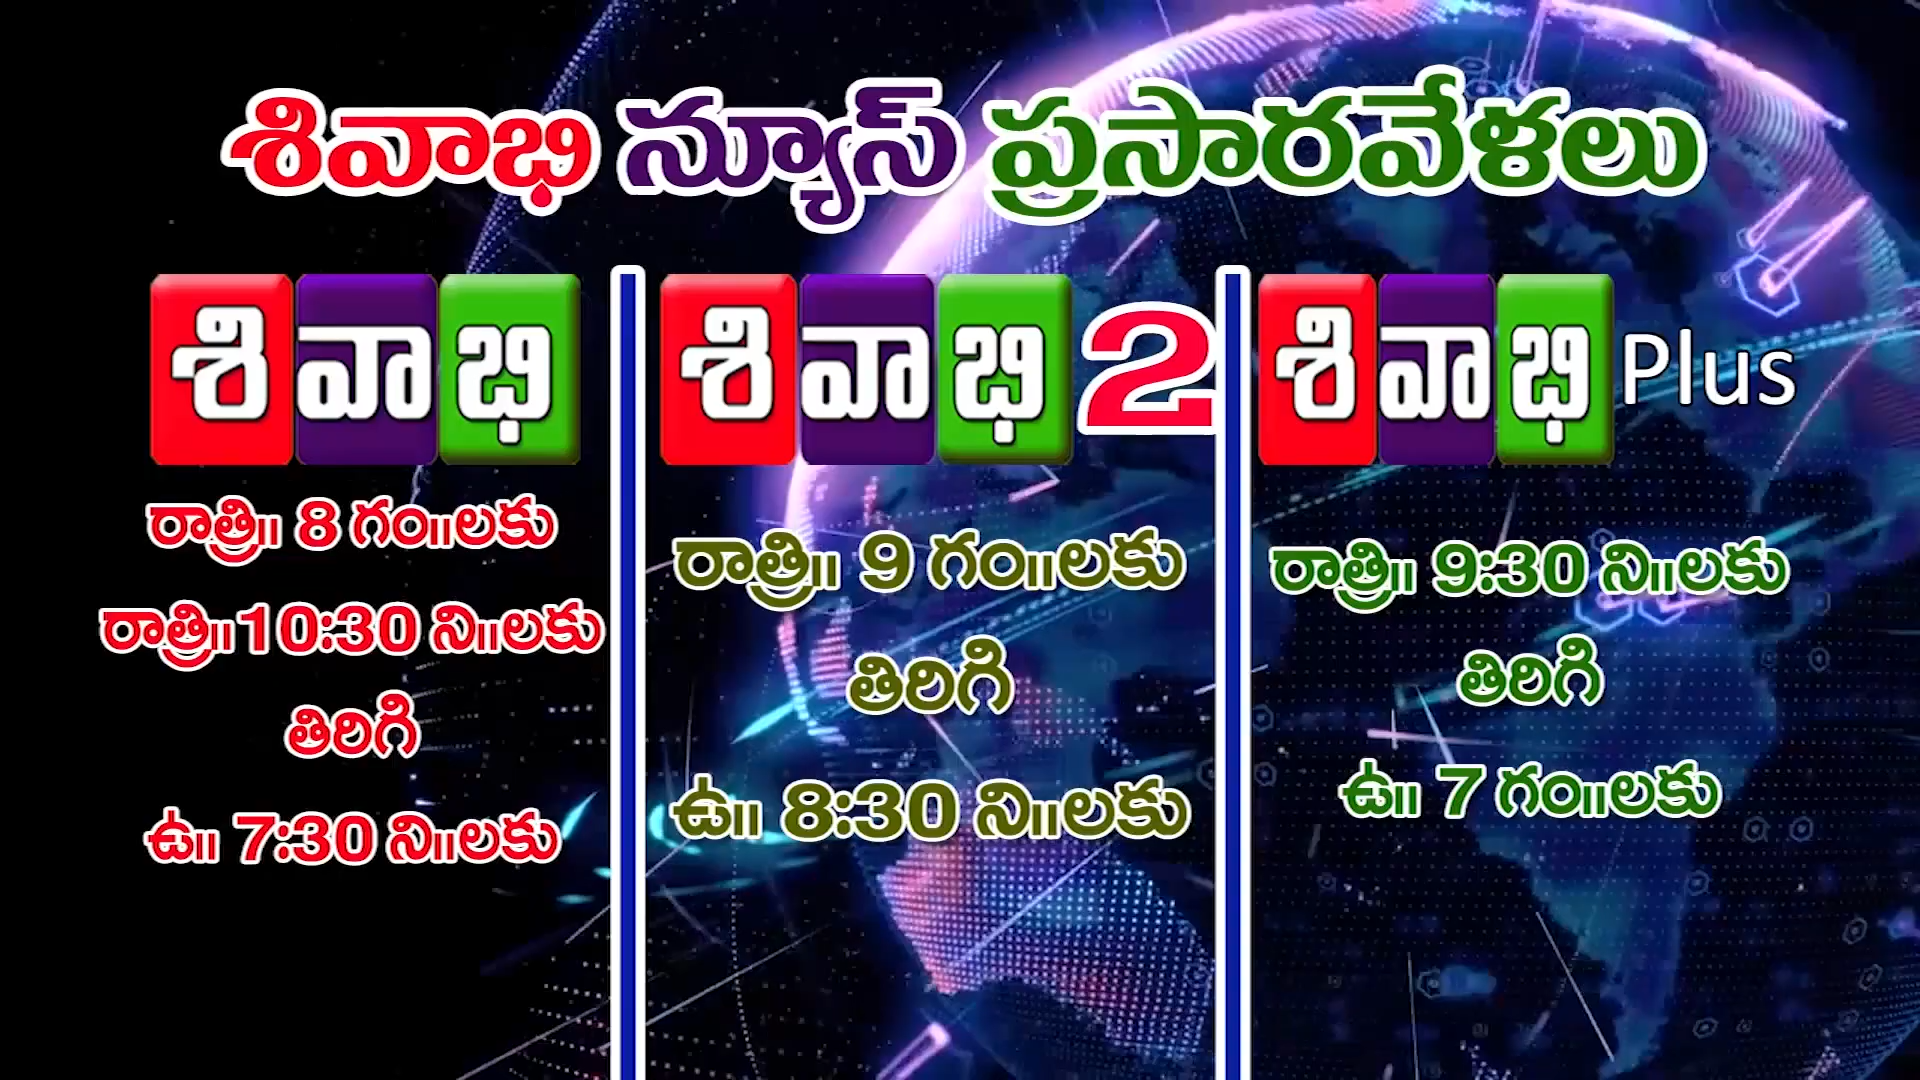 శివాభి న్యూస్ ప్రసారవేళలు
శివాభి
రాత్రి॥ 8 గం॥లకు
రాత్రి॥10:30 ని॥లకు
తిరిగి
ఉ॥ 7:30 ని॥లకు
శివాభి 2
రాత్రి॥ 9 గం॥లకు
తిరిగి
ఉ॥ 8:30 ని॥లకు
శివాభి Plus
రాత్రి॥ 9:30 ని॥లకు
తిరిగి
ఉ॥ 7 గం॥లకు